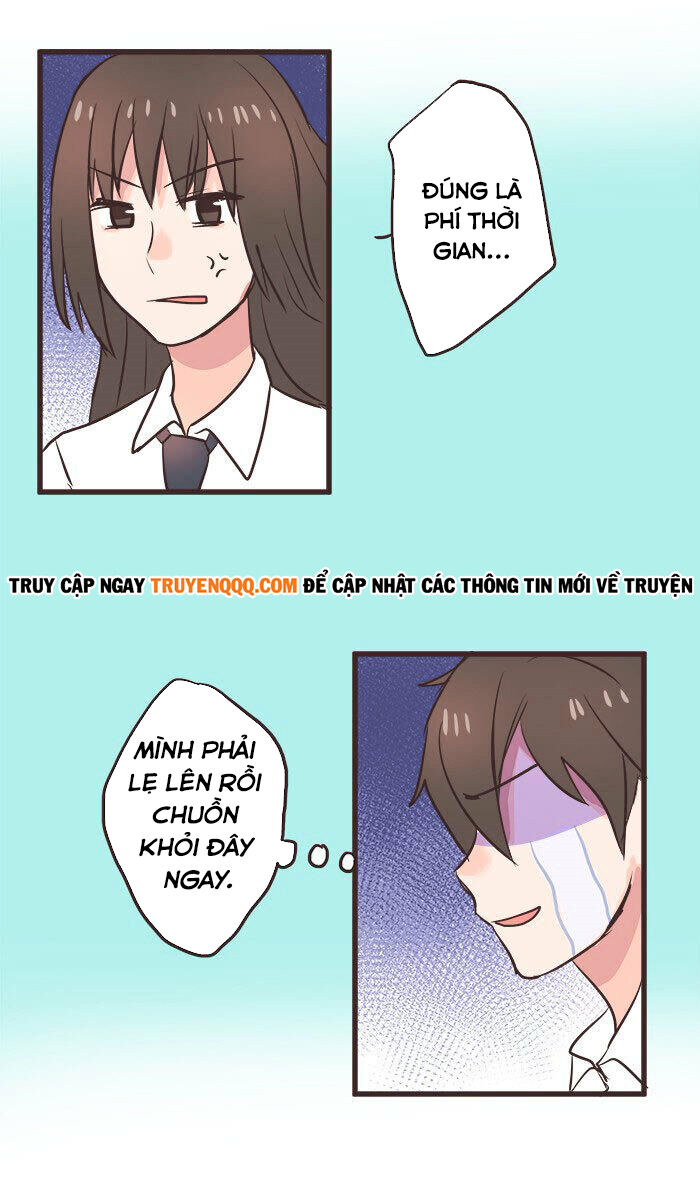 ĐÚNG LÀ
PHÍ THỜI
GIAN...
TRUY CẬP NGAY TRUYENQQQ.COM ĐỂ CẬP NHẬT CÁC THÔNG TIN MỚI VỀ TRUYỆN
MÌNH PHẢI
LẸ LÊN RỒI
CHUỒN
KHỎI ĐÂY
NGAY.